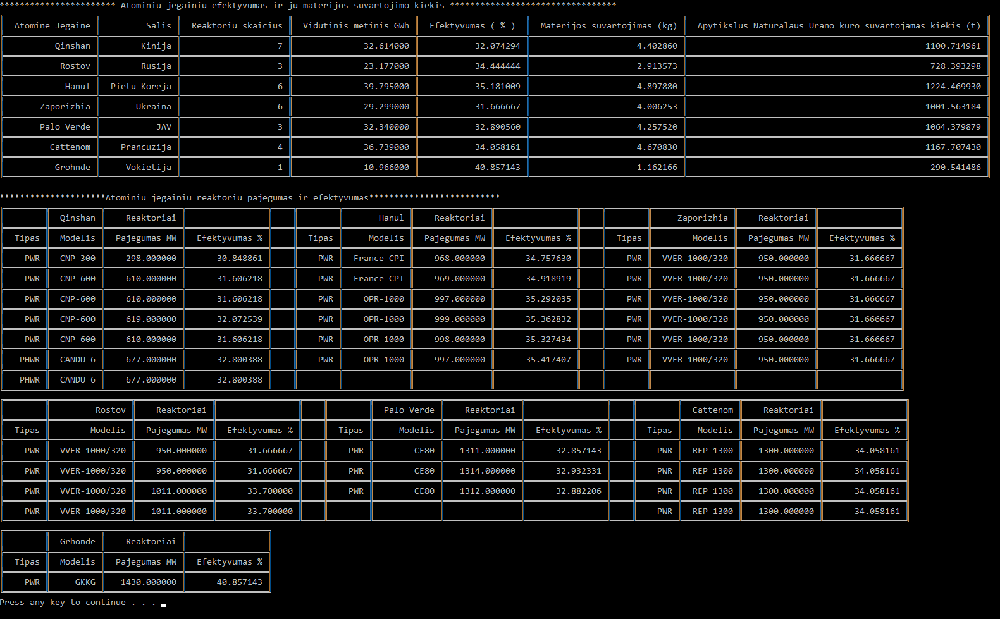 *********************** Atominiu jegainiu efektyvumas ir ju materijos suvartojimo kiekis *********************************
Atomine Jegaine Salis Reaktoriu skaicius Vidutinis metinis GWh Efektyvumas ( % ) Materijos suvartojimas (kg) Apytikslus Naturalaus Urano kuro suvartojamas kiekis (t)
Qinshan Kinija 7 32.614000 32.074294 4.402860 1100.714961
Rostov Rusija 3 23.177000 34.444444 2.913573 728.393298
Hanul Pietu Koreja 6 39.795000 35.181009 4.897880 1224.469930
Zaporizhia Ukraina 6 29.299000 31.666667 4.006253 1001.563184
Palo Verde JAV 3 32.340000 32.890560 4.257520 1064.379879
Cattenom Prancuzija 4 36.739000 34.058161 4.670830 1167.707430
Grohnde Vokietija 1 10.966000 40.857143 1.162166 290.541486
*********************Atominiu jegainiu reaktoriu pajegumas ir efektyvumas**************************
Qinshan Reaktoriai Hanul Reaktoriai Zaporizhia Reaktoriai
Tipas Modelis Pajegumas MW Efektyvumas % Tipas Modelis Pajegumas MW Efektyvumas % Tipas Modelis Pajegumas MW Efektyvumas %
PWR CNP-300 298.000000 30.848861 PWR France CPI 968.000000 34.757630 PWR VVER-1000/320 950.000000 31.666667
PWR CNP-600 610.000000 31.606218 PWR France CPI 969.000000 34.918919 PWR VVER-1000/320 950.000000 31.666667
PWR CNP-600 610.000000 31.606218 PWR OPR-1000 997.000000 35.292035 PWR VVER-1000/320 950.000000 31.666667
PWR CNP-600 619.000000 32.072539 PWR OPR-1000 999.000000 35.362832 PWR VVER-1000/320 950.000000 31.666667
PWR CNP-600 610.000000 31.606218 PWR OPR-1000 998.000000 35.327434 PWR VVER-1000/320 950.000000 31.666667
PHWR CANDU 6 677.000000 32.800388 PWR OPR-1000 997.000000 35.417407 PWR VVER-1000/320 950.000000 31.666667
PHWR CANDU 6 677.000000 32.800388
Rostov Reaktoriai Palo Verde Reaktoriai Cattenom Reaktoriai
Tipas Modelis Pajegumas MW Efektyvumas % Tipas Modelis Pajegumas MW Efektyvumas % Tipas Modelis Pajegumas MW Efektyvumas %
PWR VVER-1000/320 950.000000 31.666667 PWR CE80 1311.000000 32.857143 PWR REP 1300 1300.000000 34.058161
PWR VVER-1000/320 950.000000 31.666667 PWR CE80 1314.000000 32.932331 PWR REP 1300 1300.000000 34.058161
PWR VVER-1000/320 1011.000000 33.700000 PWR CE80 1312.000000 32.882206 PWR REP 1300 1300.000000 34.058161
PWR VVER-1000/320 1011.000000 33.700000 PWR REP 1300 1300.000000 34.058161
Grhonde Reaktoriai
Tipas Modelis Pajegumas MW Efektyvumas %
PWR GKKG 1430.000000 40.857143
Press any key to continue . . .